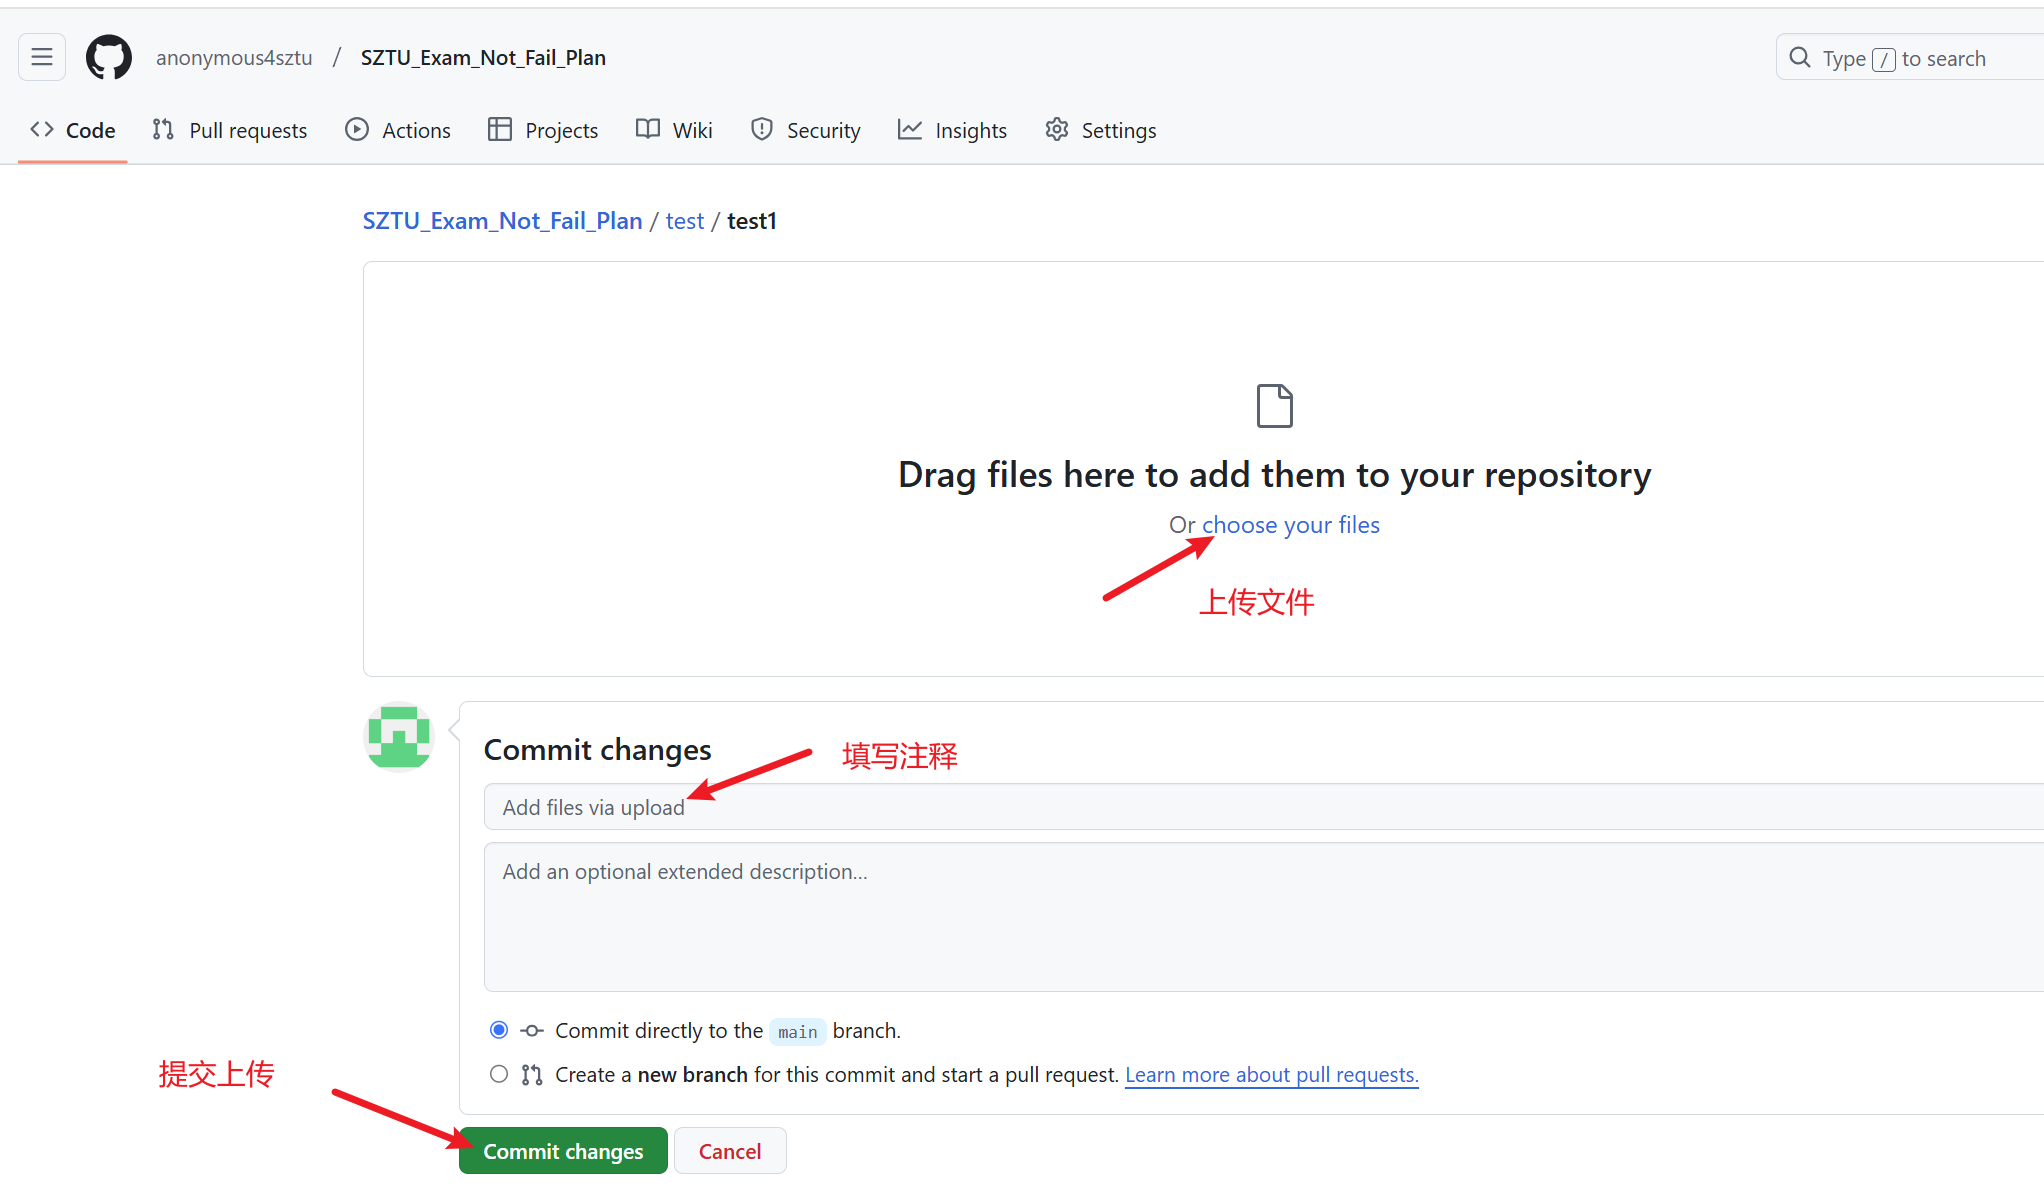 anonymous4sztu / SZTU_Exam_Not_Fail_Plan
Type / to search
Code Pull requests Actions Projects Wiki Security Insights Settings
SZTU_Exam_Not_Fail_Plan / test / test1
Drag files here to add them to your repository
Or choose your files
上传文件
Commit changes
填写注释
Add files via upload
Add an optional extended description...
Commit directly to the main branch.
Create a new branch for this commit and start a pull request. Learn more about pull requests.
提交上传
Commit changes Cancel